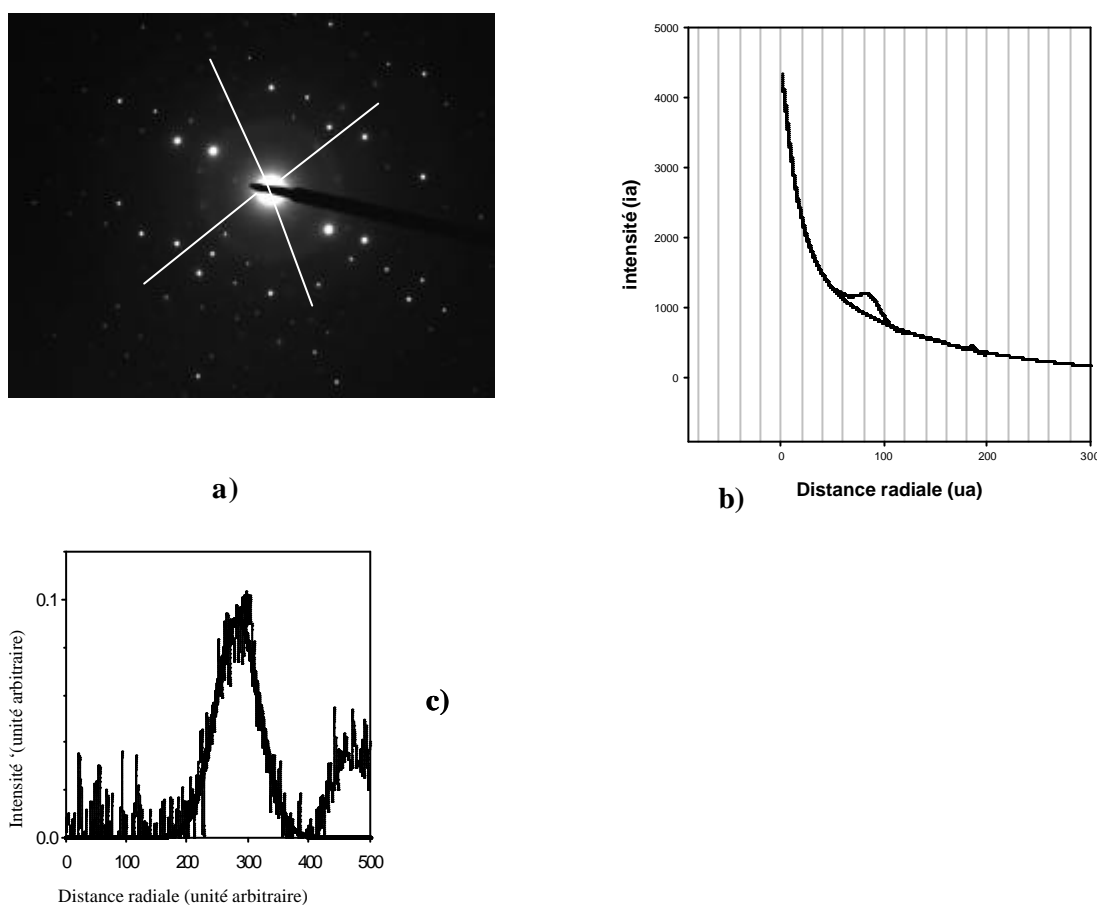 a)
5000
4000
3000
2000
1000
0
intensité (ia)
0 100 200 300
Distance radiale (ua)
b)
0.1
0.0
Intensité ‘(unité arbitraire)
0 100 200 300 400 500
Distance radiale (unité arbitraire)
c)